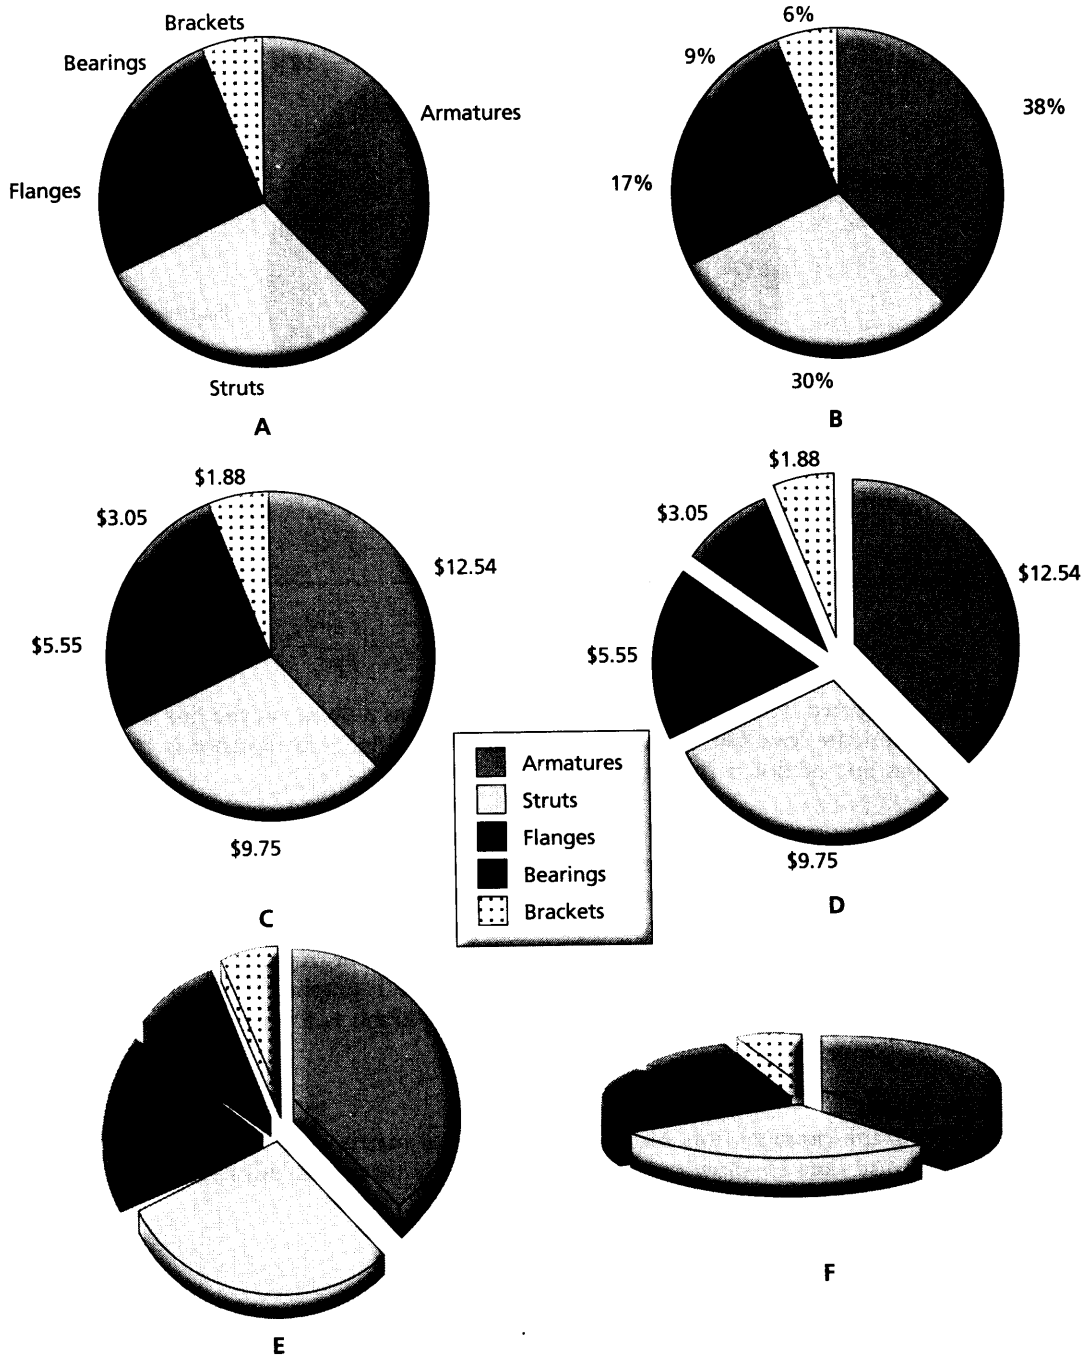 Brackets
Bearings
Armatures
Flanges
Struts
A
6%
9%
38%
17%
30%
B
$1.88
$3.05
$12.54
$5.55
$9.75
C
$1.88
$3.05
$12.54
$5.55
$9.75
D
Armatures
Struts
Flanges
Bearings
Brackets
E
F